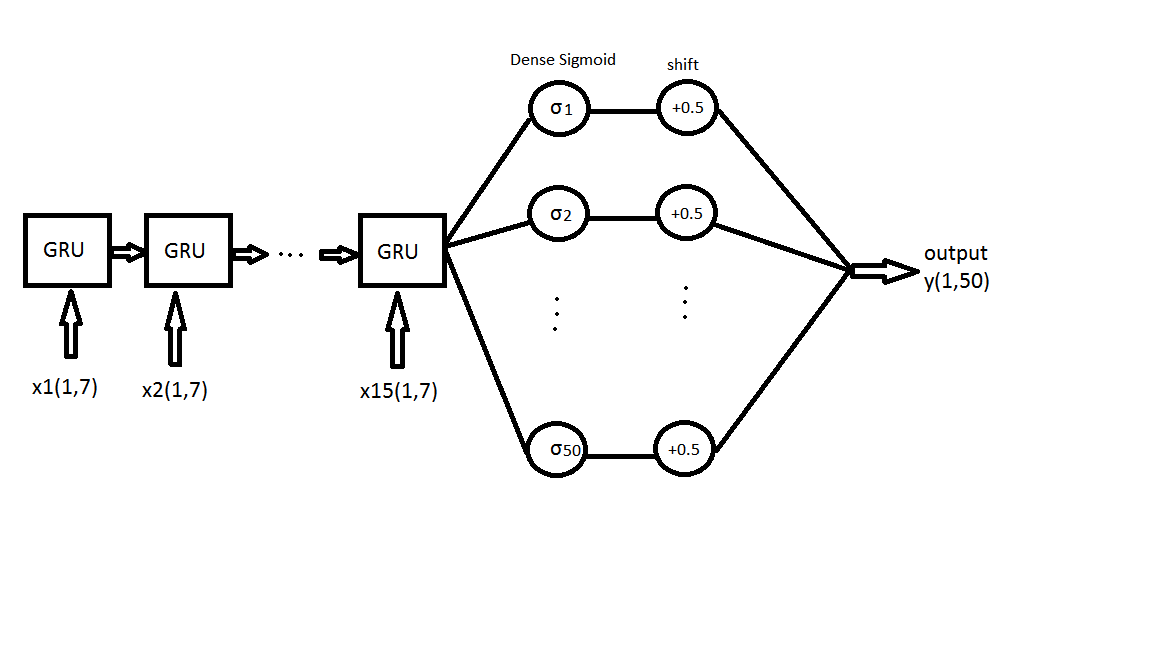 Dense Sigmoid
shift
σ1
+0.5
σ2
+0.5
GRU
GRU
...
GRU
output
y(1,50)
x1(1,7)
x2(1,7)
x15(1,7)
σ50
+0.5